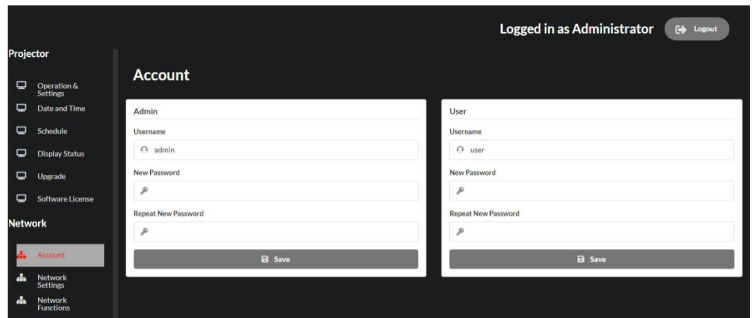 Logged in as Administrator
Logout
Projector
Operation &
Settings
Date and Time
Schedule
Display Status
Upgrade
Software License
Network
Account
Network
Settings
Network
Functions
Account
Admin
Username
admin
New Password
Repeat New Password
Save
User
Username
user
New Password
Repeat New Password
Save